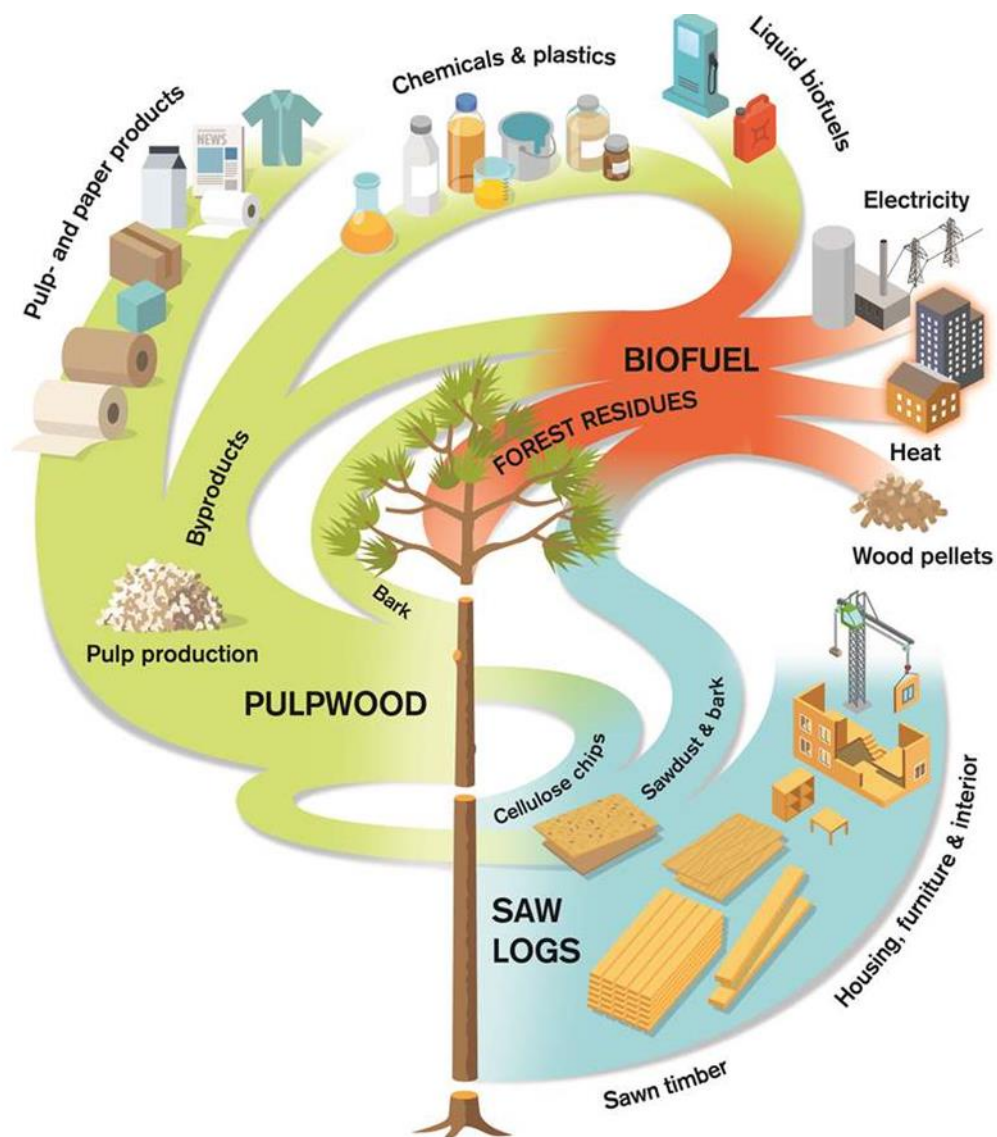 Chemicals & plastics
Liquid biofuels
Pulp- and paper products
NEWS
Electricity
BIOFUEL
FOREST RESIDUES
Heat
Byproducts
Wood pellets
Bark
Pulp production
PULPWOOD
Cellulose chips
Sawdust & bark
Housing, furniture & interior
SAW
LOGS
Sawn timber